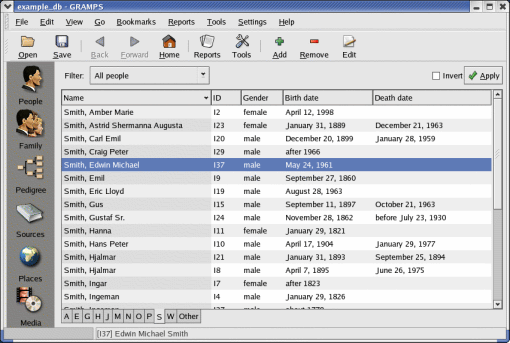 example_db - GRAMPS
File Edit View Go Bookmarks Reports Tools Settings Help
Open Save Back Forward Home Reports Tools Add Remove Edit
Filter: All people Invert Apply
People
Family
Pedigree
Sources
Places
Media
Name ID Gender Birth date Death date
Smith, Amber Marie I2 female April 12, 1998
Smith, Astrid Shermanna Augusta I23 female January 31, 1889 December 21, 1963
Smith, Carl Emil I20 male December 20, 1899 January 28, 1959
Smith, Craig Peter I29 male after 1966
Smith, Edwin Michael I37 male May 24, 1961
Smith, Emil I9 male September 27, 1860
Smith, Eric Lloyd I19 male August 28, 1963
Smith, Gus I15 male September 11, 1897 October 21, 1963
Smith, Gustaf Sr. I24 male November 28, 1862 before July 23, 1930
Smith, Hanna I11 female January 29, 1821
Smith, Hans Peter I10 male April 17, 1904 January 29, 1977
Smith, Hjalmar I21 male January 31, 1893 September 25, 1894
Smith, Hjalmar I8 male April 7, 1895 June 26, 1975
Smith, Ingar I7 female after 1823
Smith, Ingeman I4 male January 29, 1826
A E G H J M N O P S W Other
[I37] Edwin Michael Smith